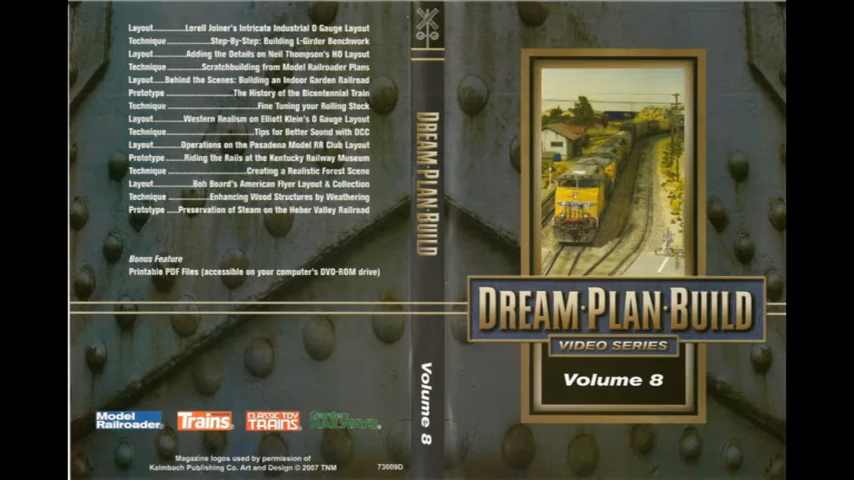 Layout............Lorell Joiner's Intricate Industrial O Gauge Layout
Technique ................Step-By-Step: Building L-Girder Benchwork
Layout............Adding the Details on Neil Thompson's HO Layout
Technique .............Scratchbuilding from Model Railroader Plans
Layout.....Behind the Scenes: Building an Indoor Garden Railroad
Prototype ........................The History of the Bicentennial Train
Technique .................................Fine Tuning your Rolling Stock
Layout...........Western Realism on Elliott Klein's O Gauge Layout
Technique ................................Tips for Better Sound with DCC
Layout..........Operations on the Pasadena Model RR Club Layout
Prototype .......Riding the Rails at the Kentucky Railway Museum
Technique .............................Creating a Realistic Forest Scene
Layout..............Bob Board's American Flyer Layout & Collection
Technique .......Enhancing Wood Structures by Weathering
Prototype .....Preservation of Steam on the Heber Valley Railroad
Bonus Feature
Printable PDF Files (accessible on your computer's DVD-ROM drive)
Model Railroader
Trains
CLASSIC TOY TRAINS
Garden RAILWAYS
Magazine logos used by permission of
Kalmbach Publishing Co. Art and Design © 2007 TNM
73009D
DREAM·PLAN·BUILD
Volume 8
DREAM·PLAN·BUILD
VIDEO SERIES
Volume 8